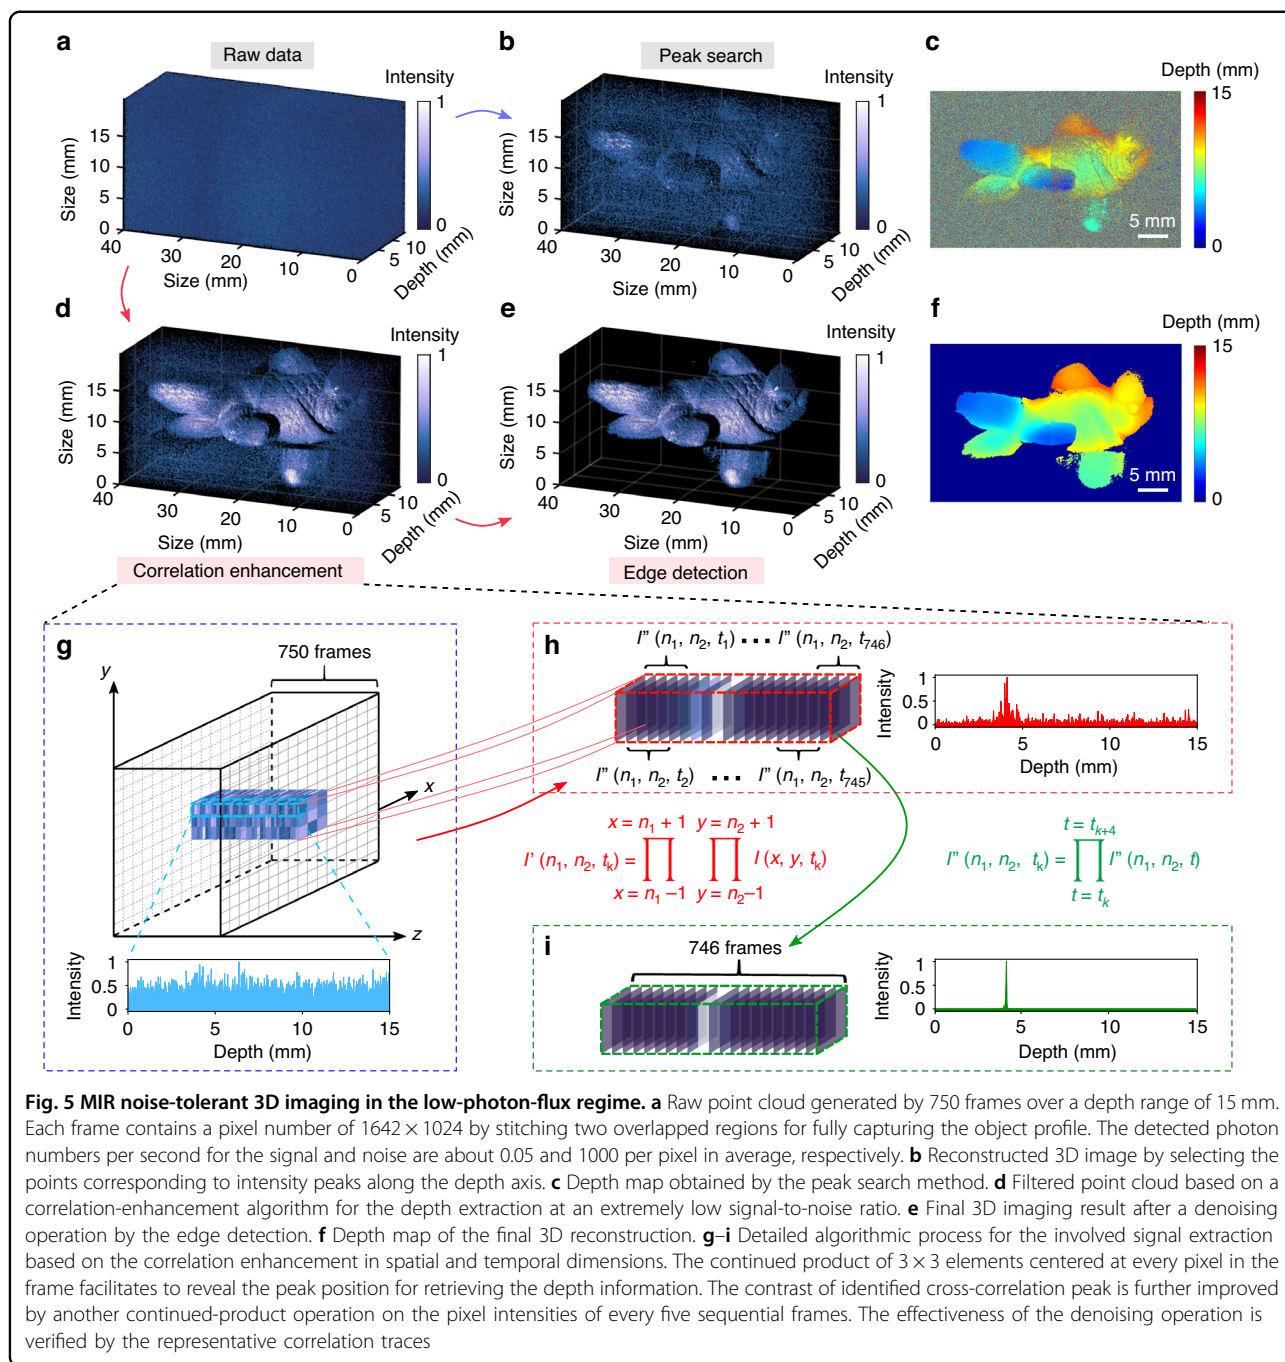 a
Raw data
Intensity
1
0
Size (mm)
15
10
5
0
40
30
20
10
0
Size (mm)
10
5
Depth (mm)
b
Peak search
Intensity
1
0
Size (mm)
15
10
5
0
40
30
20
10
0
Size (mm)
10
5
Depth (mm)
c
Depth (mm)
15
0
5 mm
d
Intensity
1
0
Size (mm)
15
10
5
0
40
30
20
10
0
Size (mm)
10
5
Depth (mm)
Correlation enhancement
e
Intensity
1
0
Size (mm)
15
10
5
0
40
30
20
10
0
Size (mm)
10
5
Depth (mm)
Edge detection
f
Depth (mm)
15
0
5 mm
g
750 frames
y
x
z
Intensity
1
0.5
0
0 5 10 15
Depth (mm)
h
I” (n₁, n₂, t₁) ▪▪▪ I” (n₁, n₂, t₇₄₆)
I” (n₁, n₂, t₂) ▪▪▪ I” (n₁, n₂, t₇₄₅)
Intensity
1
0.5
0
0 5 10 15
Depth (mm)
x = n₁ + 1 y = n₂ + 1
I’ (n₁, n₂, tₖ) = ∏ ∏ I (x, y, tₖ)
x = n₁ –1 y = n₂–1
t = tₖ₊₄
I” (n₁, n₂, tₖ) = ∏ I” (n₁, n₂, t)
t = tₖ
i
746 frames
Intensity
1
0.5
0
0 5 10 15
Depth (mm)
Fig. 5 MIR noise-tolerant 3D imaging in the low-photon-flux regime. a Raw point cloud generated by 750 frames over a depth range of 15 mm.
Each frame contains a pixel number of 1642 × 1024 by stitching two overlapped regions for fully capturing the object profile. The detected photon
numbers per second for the signal and noise are about 0.05 and 1000 per pixel in average, respectively. b Reconstructed 3D image by selecting the
points corresponding to intensity peaks along the depth axis. c Depth map obtained by the peak search method. d Filtered point cloud based on a
correlation-enhancement algorithm for the depth extraction at an extremely low signal-to-noise ratio. e Final 3D imaging result after a denoising
operation by the edge detection. f Depth map of the final 3D reconstruction. g–i Detailed algorithmic process for the involved signal extraction
based on the correlation enhancement in spatial and temporal dimensions. The continued product of 3 × 3 elements centered at every pixel in the
frame facilitates to reveal the peak position for retrieving the depth information. The contrast of identified cross-correlation peak is further improved
by another continued-product operation on the pixel intensities of every five sequential frames. The effectiveness of the denoising operation is
verified by the representative correlation traces